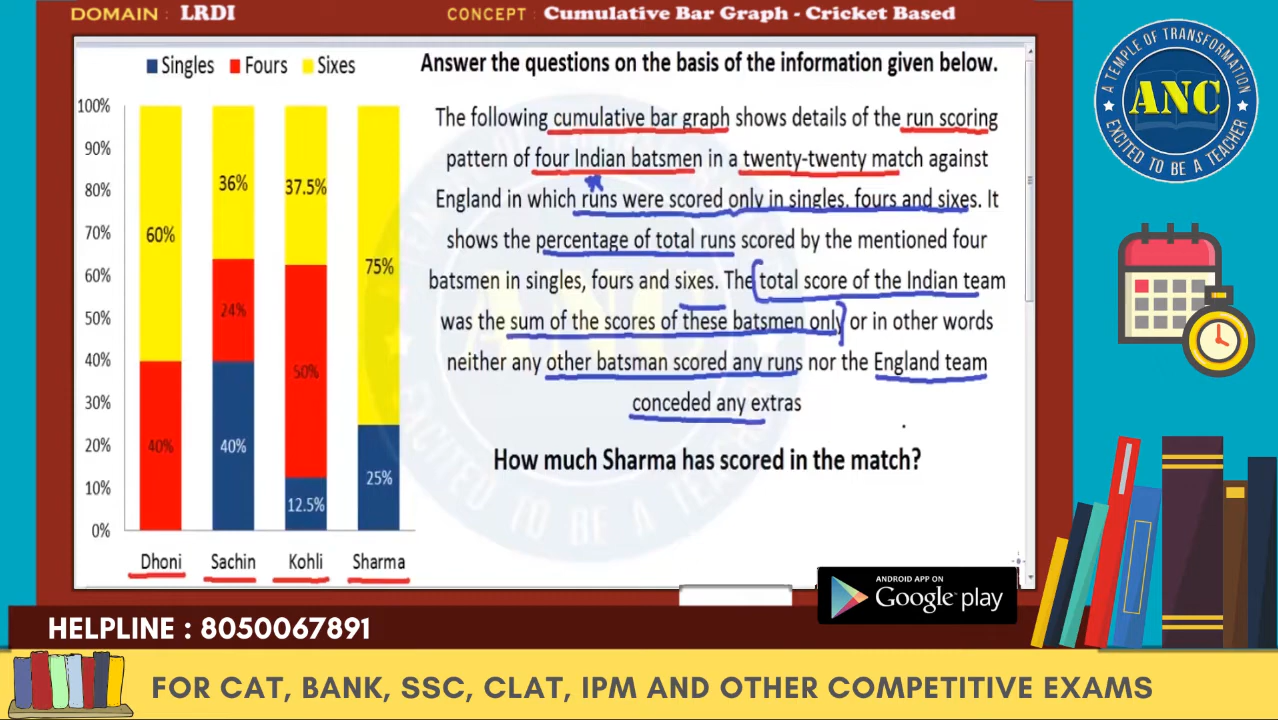 DOMAIN : LRDI CONCEPT : Cumulative Bar Graph - Cricket Based
A TEMPLE OF TRANSFORMATION
ANC
EXCITED TO BE A TEACHER
Singles Fours Sixes
100%
90%
80%
70%
60%
50%
40%
30%
20%
10%
0%
60%
40%
36%
24%
40%
37.5%
50%
12.5%
75%
25%
Dhoni Sachin Kohli Sharma
Answer the questions on the basis of the information given below.
The following cumulative bar graph shows details of the run scoring
pattern of four Indian batsmen in a twenty-twenty match against
England in which runs were scored only in singles, fours and sixes. It
shows the percentage of total runs scored by the mentioned four
batsmen in singles, fours and sixes. The total score of the Indian team
was the sum of the scores of these batsmen only or in other words
neither any other batsman scored any runs nor the England team
conceded any extras
How much Sharma has scored in the match?
ANDROID APP ON
Google play
HELPLINE : 8050067891
FOR CAT, BANK, SSC, CLAT, IPM AND OTHER COMPETITIVE EXAMS